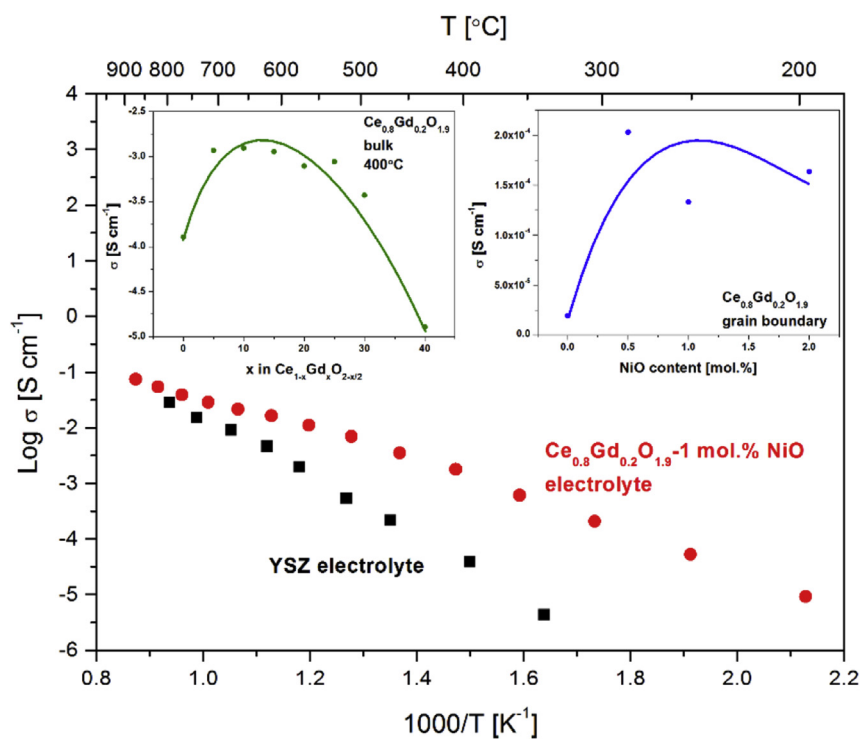 T [°C]
900 800 700 600 500 400 300 200
4
3
2
1
0
-1
-2
-3
-4
-5
-6
Log σ [S cm⁻¹]
-2.5
-3.0
-3.5
-4.0
-4.5
-5.0
σ [S cm⁻¹]
Ce₀.₈Gd₀.₂O₁.₉
bulk
400°C
0 10 20 30 40
x in Ce₁₋ₓGdₓO₂₋ₓ/₂
2.0x10⁻⁴
1.5x10⁻⁴
1.0x10⁻⁴
5.0x10⁻⁵
0.0
σ [S cm⁻¹]
Ce₀.₈Gd₀.₂O₁.₉
grain boundary
0.0 0.5 1.0 1.5 2.0
NiO content [mol.%]
Ce₀.₈Gd₀.₂O₁.₉-1 mol.% NiO
electrolyte
YSZ electrolyte
0.8 1.0 1.2 1.4 1.6 1.8 2.0 2.2
1000/T [K⁻¹]